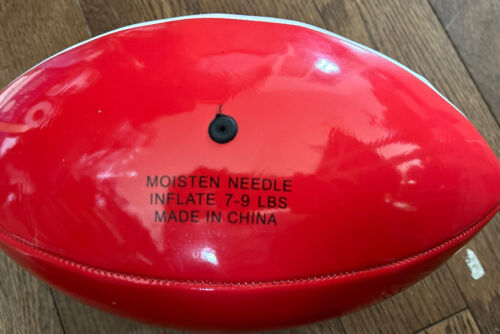 MOISTEN NEEDLE
INFLATE 7-9 LBS
MADE IN CHINA